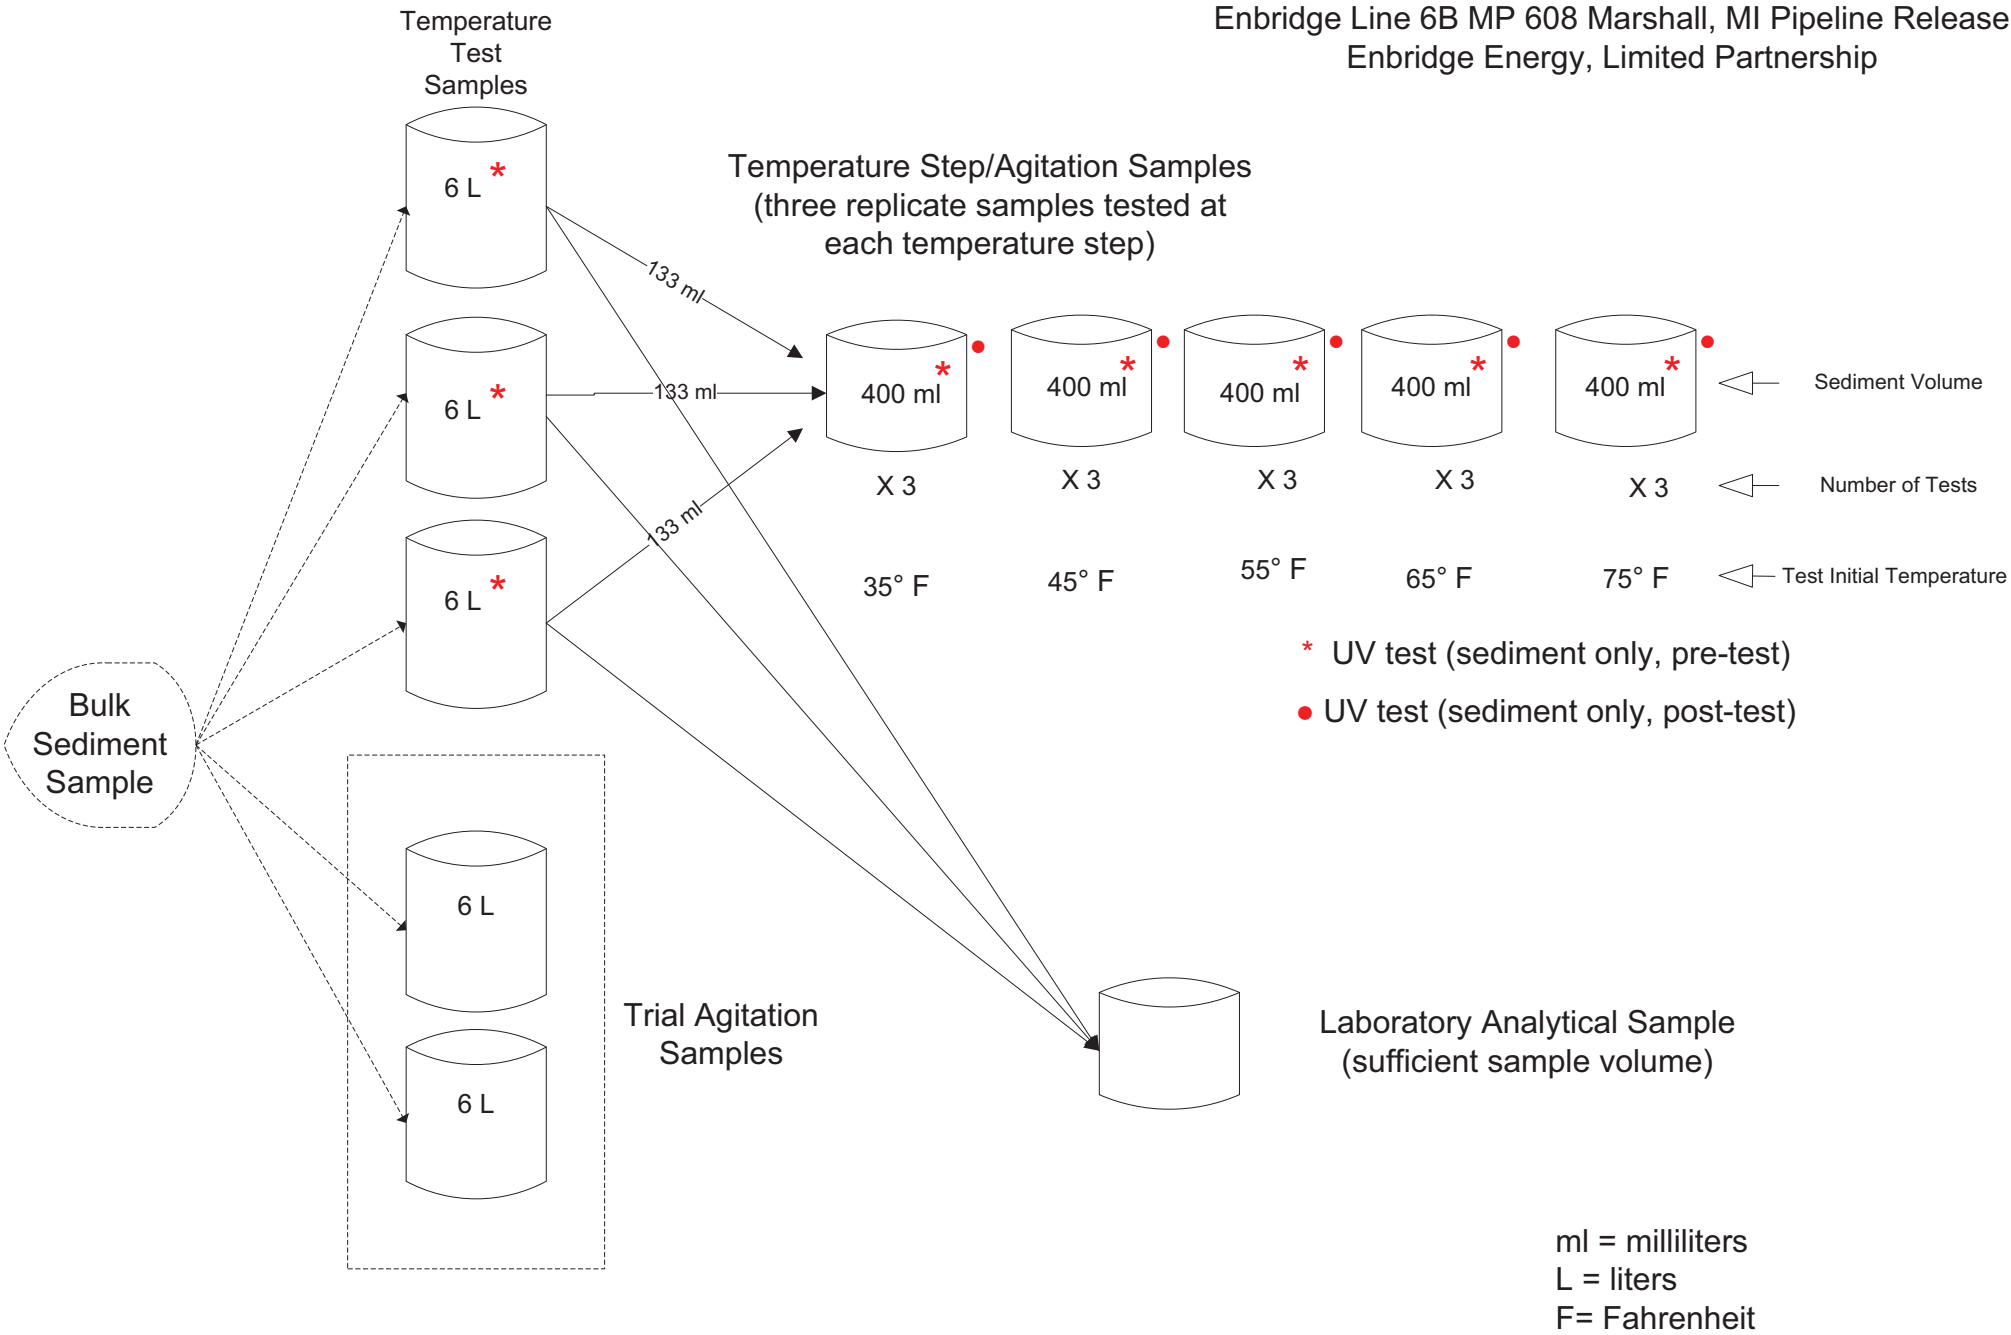 Enbridge Line 6B MP 608 Marshall, MI Pipeline Release
Enbridge Energy, Limited Partnership
Temperature
Test
Samples
6 L *
6 L *
6 L *
Temperature Step/Agitation Samples
(three replicate samples tested at
each temperature step)
133 ml
133 ml
133 ml
400 ml *
400 ml *
400 ml *
400 ml *
400 ml *
Sediment Volume
X 3
X 3
X 3
X 3
X 3
Number of Tests
35° F
45° F
55° F
65° F
75° F
Test Initial Temperature
* UV test (sediment only, pre-test)
• UV test (sediment only, post-test)
Bulk
Sediment
Sample
6 L
6 L
Trial Agitation
Samples
Laboratory Analytical Sample
(sufficient sample volume)
ml = milliliters
L = liters
F= Fahrenheit